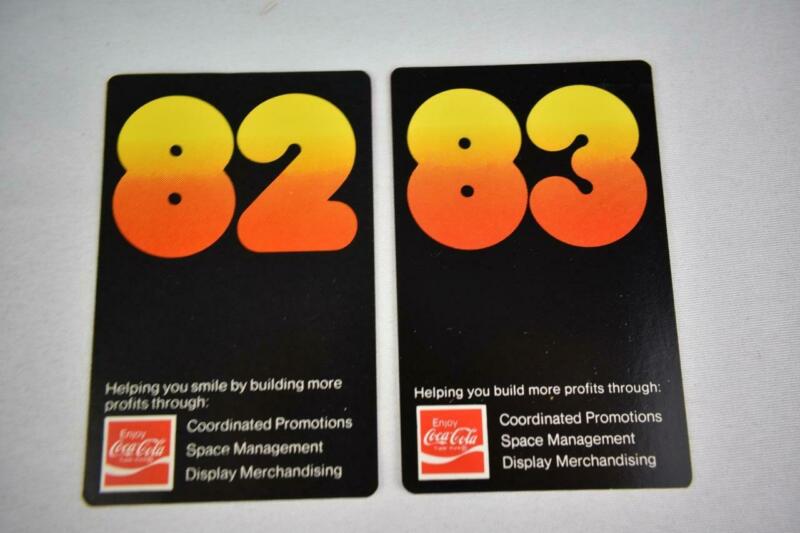 82
Helping you smile by building more
profits through:
Enjoy
Coca-Cola
Coordinated Promotions
Space Management
Display Merchandising
83
Helping you build more profits through:
Enjoy
Coca-Cola
Coordinated Promotions
Space Management
Display Merchandising